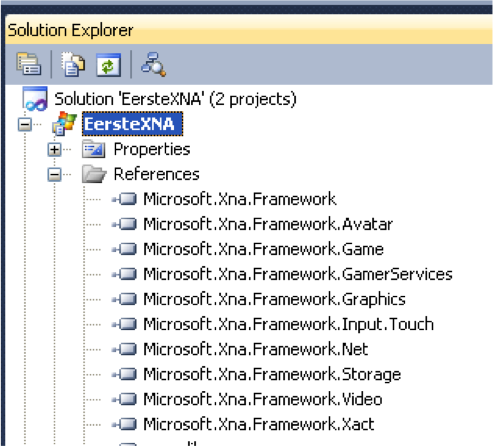 Solution Explorer
Solution 'EersteXNA' (2 projects)
EersteXNA
Properties
References
Microsoft.Xna.Framework
Microsoft.Xna.Framework.Avatar
Microsoft.Xna.Framework.Game
Microsoft.Xna.Framework.GamerServices
Microsoft.Xna.Framework.Graphics
Microsoft.Xna.Framework.Input.Touch
Microsoft.Xna.Framework.Net
Microsoft.Xna.Framework.Storage
Microsoft.Xna.Framework.Video
Microsoft.Xna.Framework.Xact